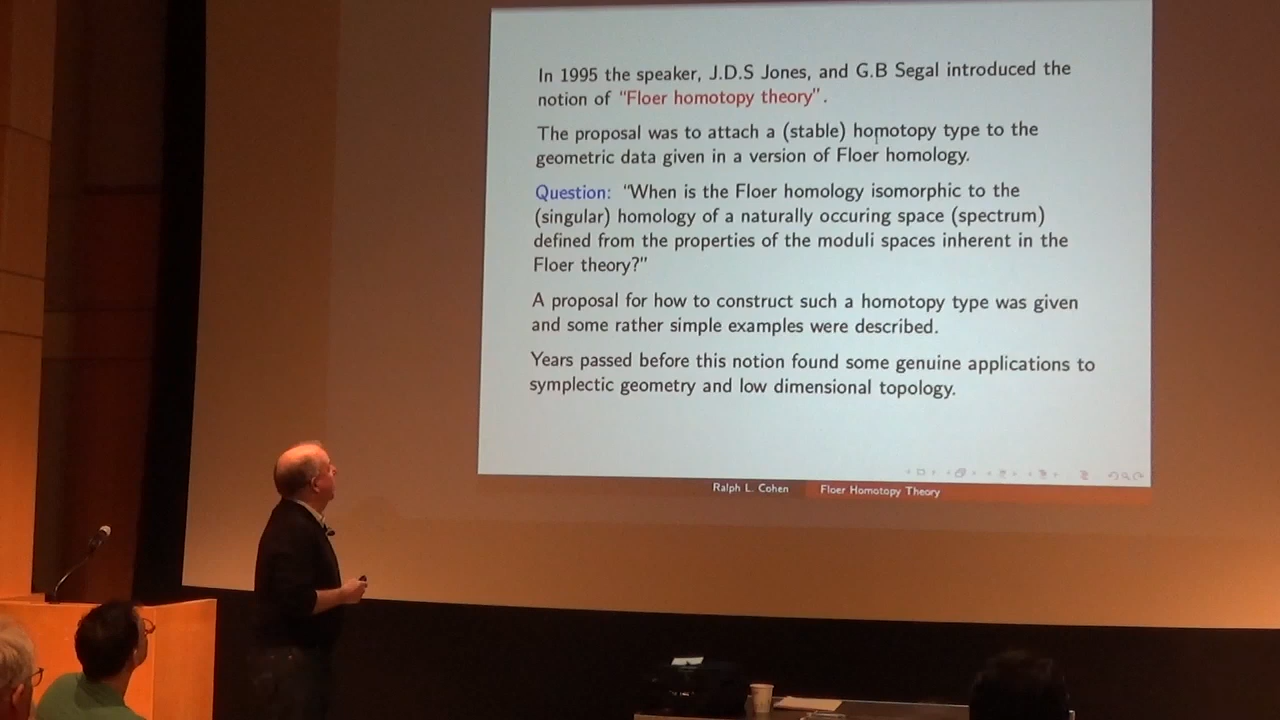 In 1995 the speaker, J.D.S Jones, and G.B Segal introduced the
notion of "Floer homotopy theory".
The proposal was to attach a (stable) homotopy type to the
geometric data given in a version of Floer homology.
Question: "When is the Floer homology isomorphic to the
(singular) homology of a naturally occuring space (spectrum)
defined from the properties of the moduli spaces inherent in the
Floer theory?"
A proposal for how to construct such a homotopy type was given
and some rather simple examples were described.
Years passed before this notion found some genuine applications to
symplectic geometry and low dimensional topology.
Ralph L. Cohen Floer Homotopy Theory